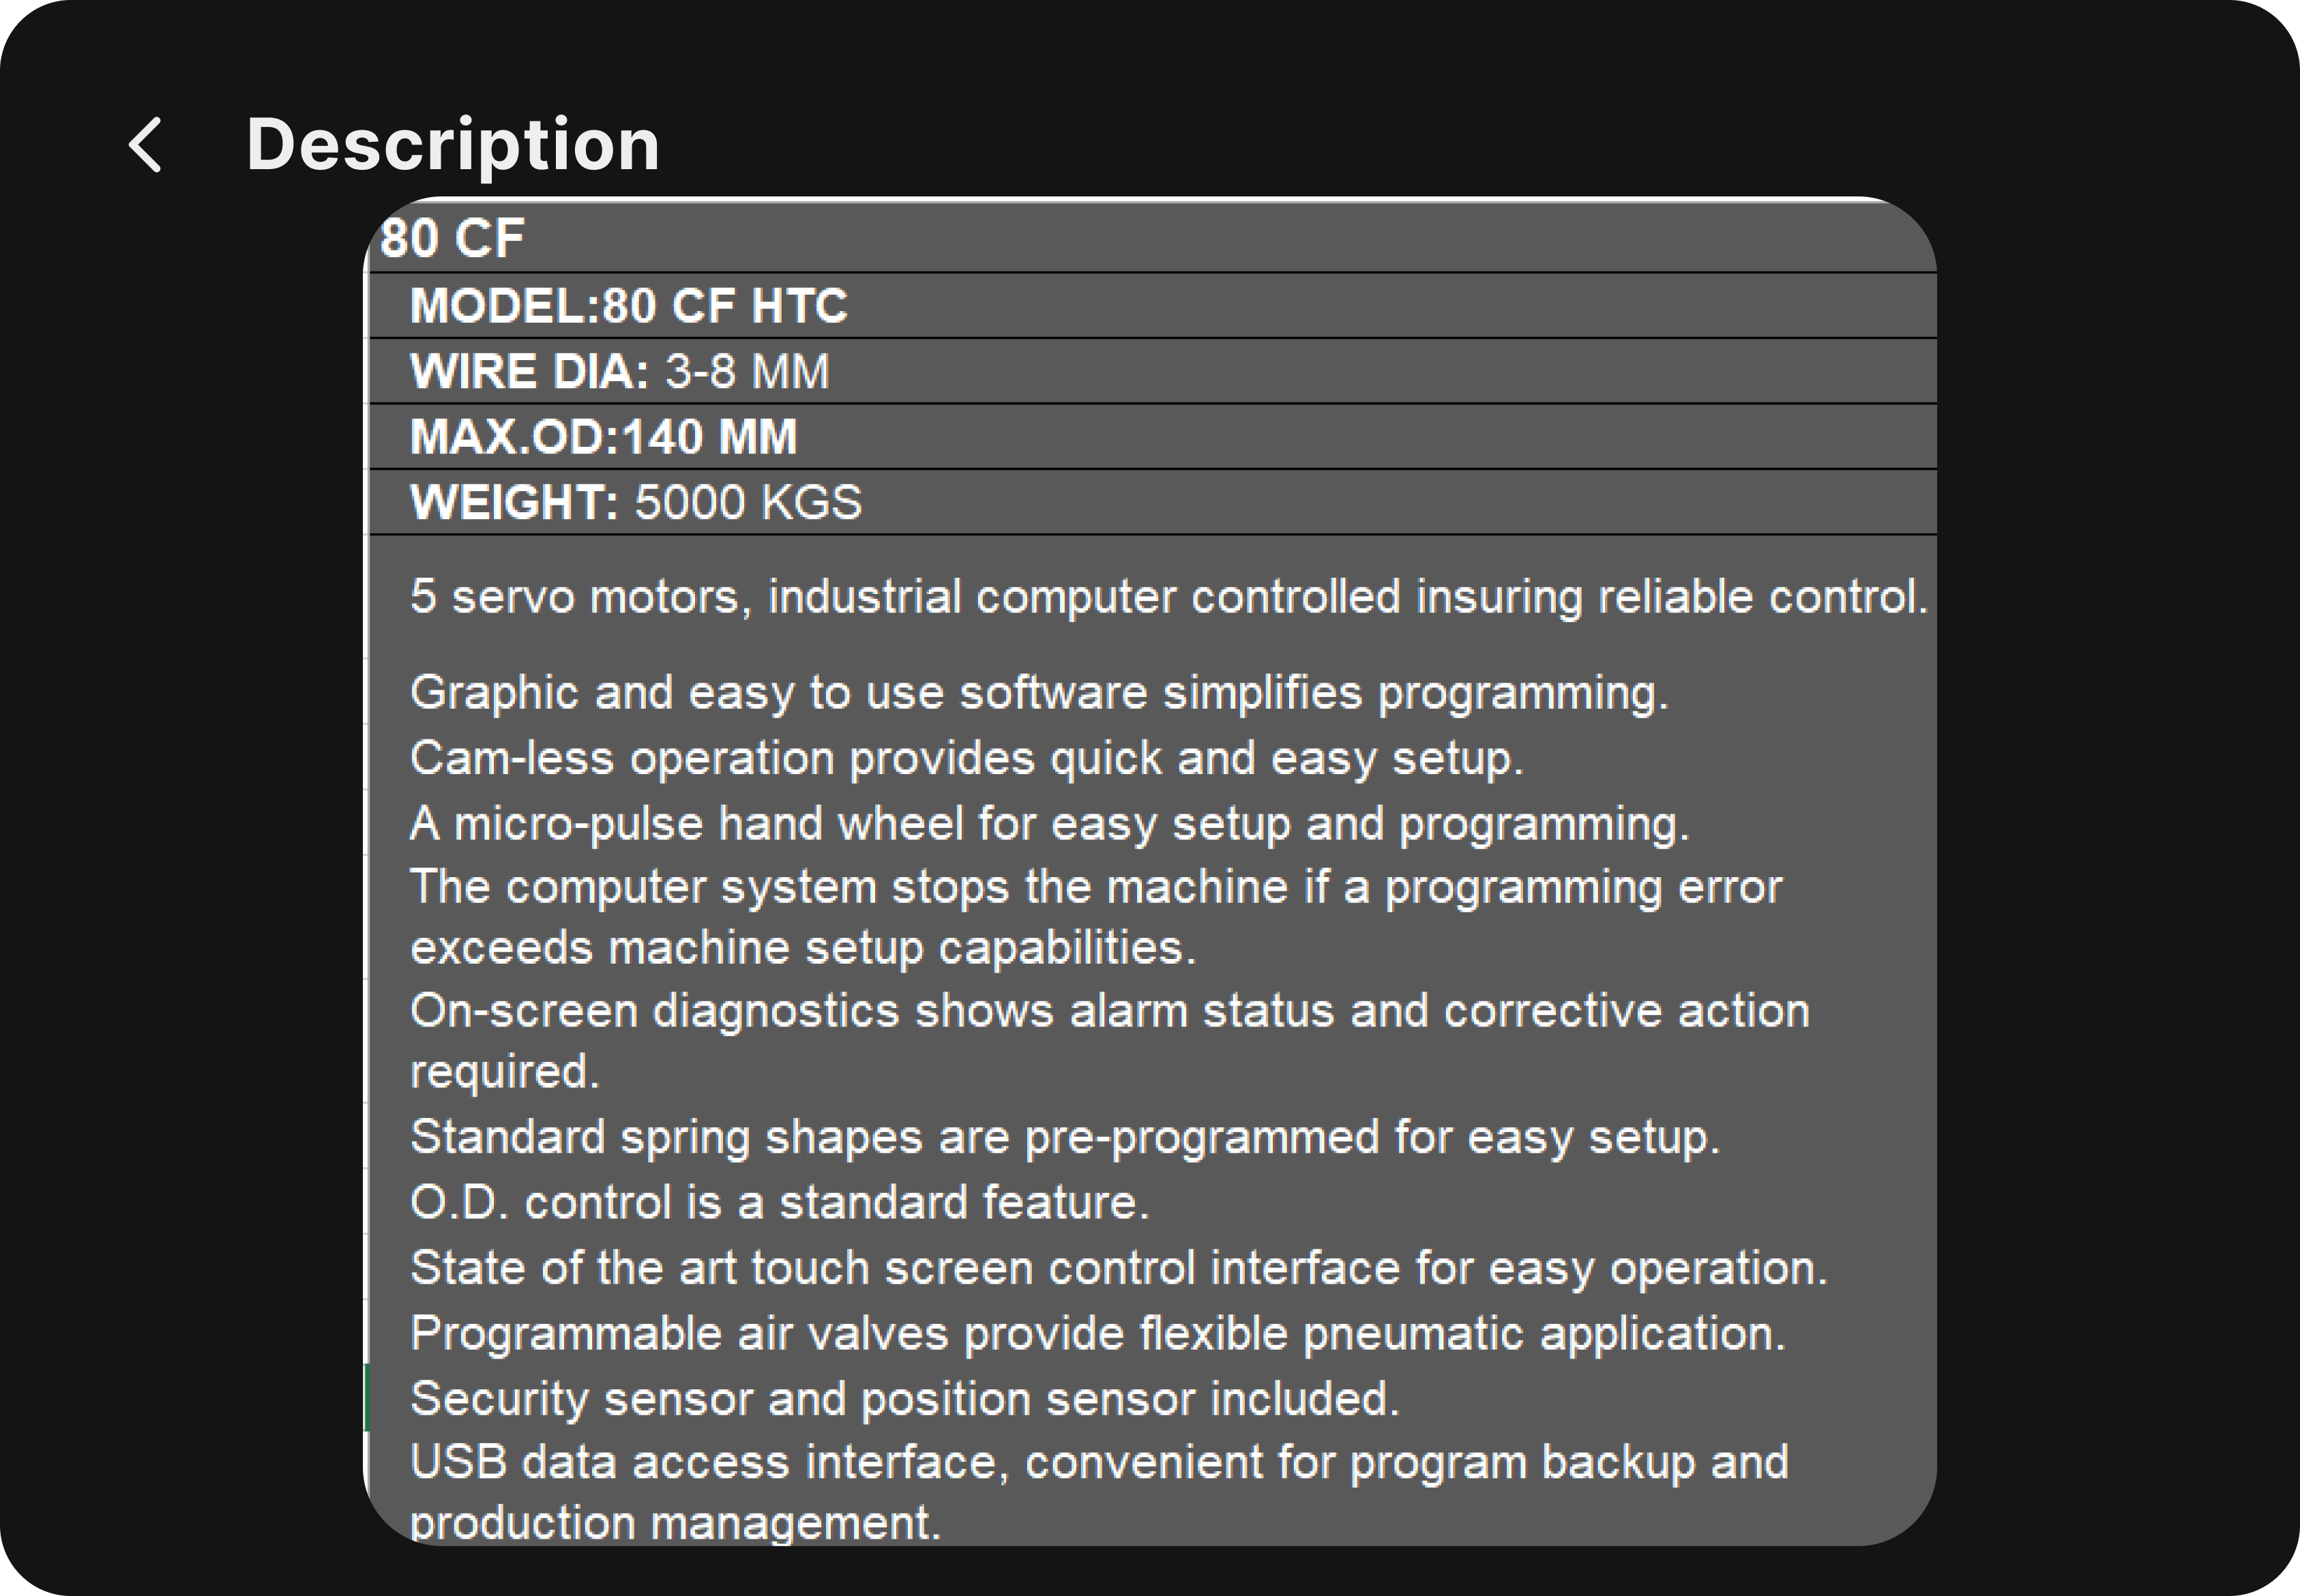 Description
80 CF
MODEL:80 CF HTC
WIRE DIA: 3-8 MM
MAX.OD:140 MM
WEIGHT: 5000 KGS
5 servo motors, industrial computer controlled insuring reliable control.
Graphic and easy to use software simplifies programming.
Cam-less operation provides quick and easy setup.
A micro-pulse hand wheel for easy setup and programming.
The computer system stops the machine if a programming error
exceeds machine setup capabilities.
On-screen diagnostics shows alarm status and corrective action
required.
Standard spring shapes are pre-programmed for easy setup.
O.D. control is a standard feature.
State of the art touch screen control interface for easy operation.
Programmable air valves provide flexible pneumatic application.
Security sensor and position sensor included.
USB data access interface, convenient for program backup and
production management.